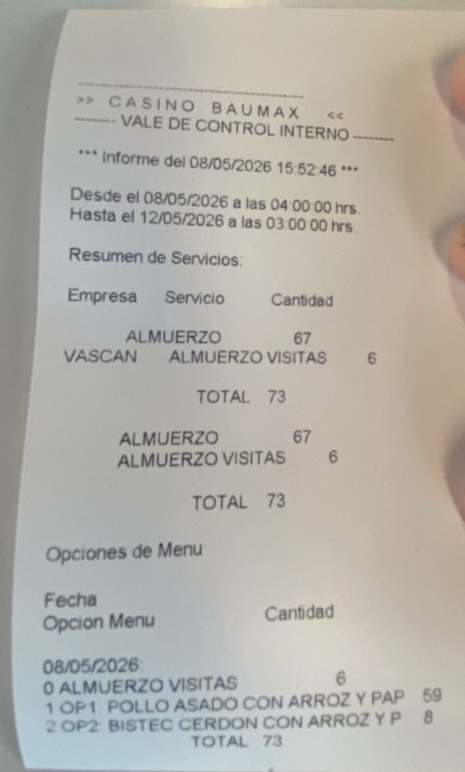 >> CASINO BAUMAX <<
------- VALE DE CONTROL INTERNO -------
*** Informe del 08/05/2026 15:52:46 ***
Desde el 08/05/2026 a las 04:00:00 hrs.
Hasta el 12/05/2026 a las 03:00:00 hrs.
Resumen de Servicios:
Empresa Servicio Cantidad
ALMUERZO 67
VASCAN ALMUERZO VISITAS 6
TOTAL 73
ALMUERZO 67
ALMUERZO VISITAS 6
TOTAL 73
Opciones de Menu:
Fecha
Opcion Menu Cantidad
08/05/2026:
0 ALMUERZO VISITAS 6
1 OP1: POLLO ASADO CON ARROZ Y PAP 59
2 OP2: BISTEC CERDON CON ARROZ Y P 8
TOTAL 73